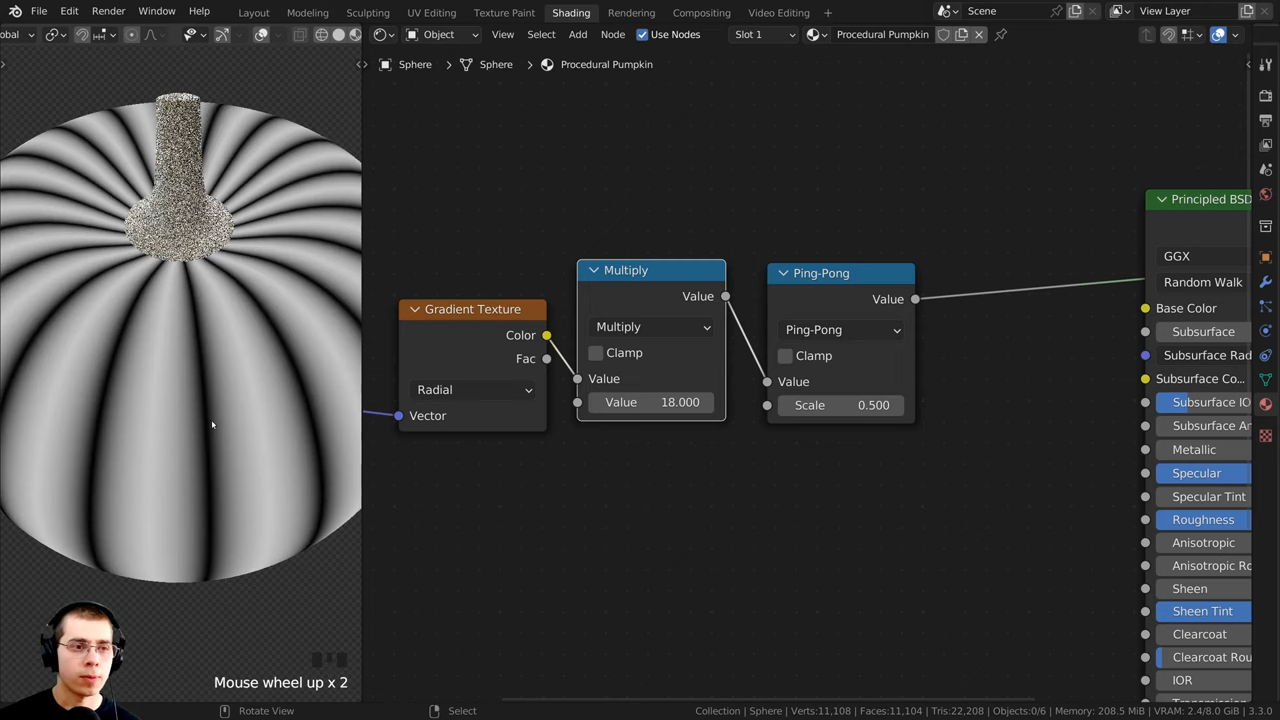 File Edit Render Window Help Layout Modeling Sculpting UV Editing Texture Paint Shading Rendering Compositing Video Editing + Scene View Layer
Object View Select Add Node Use Nodes Slot 1 Procedural Pumpkin
Sphere Sphere Procedural Pumpkin
Gradient Texture
Color
Fac
Radial
Vector
Multiply
Value
Multiply
Clamp
Value
Value 18.000
Ping-Pong
Value
Ping-Pong
Clamp
Value
Scale 0.500
Principled BSD
GGX
Random Walk
Base Color
Subsurface
Subsurface Rad
Subsurface Co...
Subsurface IO
Subsurface An
Metallic
Specular
Specular Tint
Roughness
Anisotropic
Anisotropic Ro
Sheen
Sheen Tint
Clearcoat
Clearcoat Rou
IOR
Mouse wheel up x 2
Rotate View Select Collection | Sphere | Verts:11,108 | Faces:11,104 | Tris:22,208 | Objects:0/6 | Memory: 208.5 MiB | VRAM: 2.4/8.0 GiB | 3.3.0